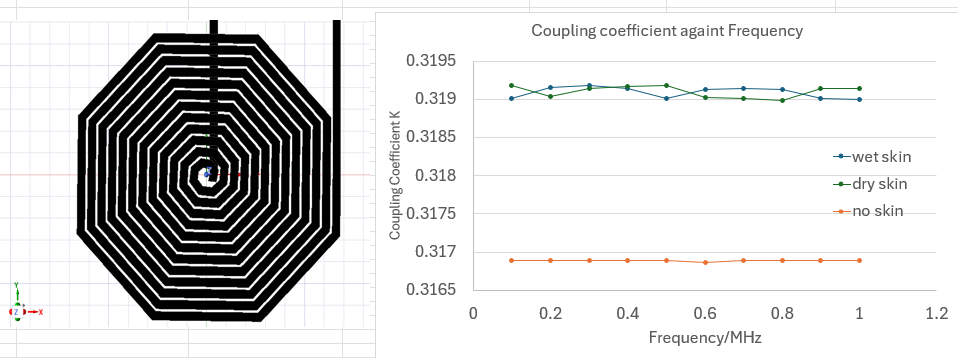 Coupling coefficient againt Frequency
Coupling Coefficient K
0.3195
0.319
0.3185
0.318
0.3175
0.317
0.3165
0
0.2
0.4
0.6
0.8
1
1.2
Frequency/MHz
wet skin
dry skin
no skin
Y
Z
X